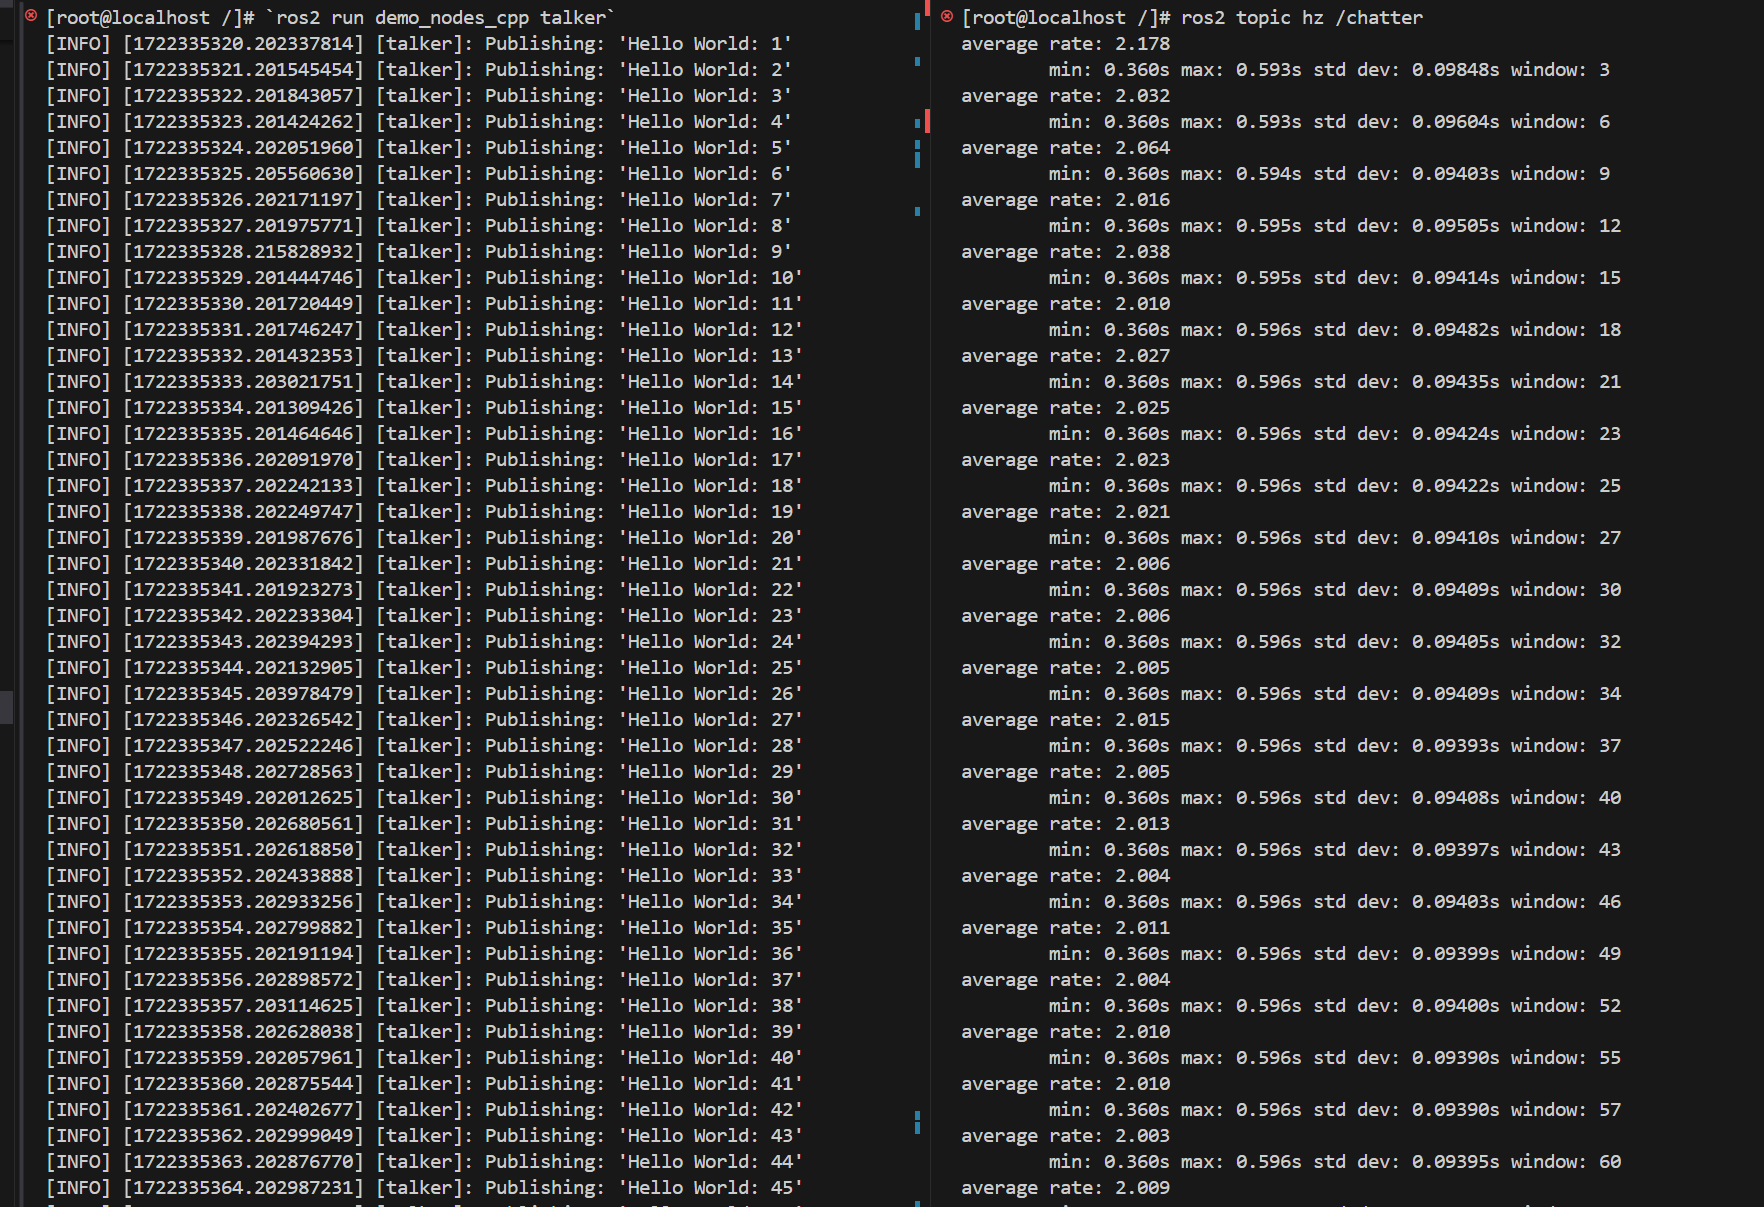 [root@localhost /]# `ros2 run demo_nodes_cpp talker`
[INFO] [1722335320.202337814] [talker]: Publishing: 'Hello World: 1'
[INFO] [1722335321.201545454] [talker]: Publishing: 'Hello World: 2'
[INFO] [1722335322.201843057] [talker]: Publishing: 'Hello World: 3'
[INFO] [1722335323.201424262] [talker]: Publishing: 'Hello World: 4'
[INFO] [1722335324.202051960] [talker]: Publishing: 'Hello World: 5'
[INFO] [1722335325.205560630] [talker]: Publishing: 'Hello World: 6'
[INFO] [1722335326.202171197] [talker]: Publishing: 'Hello World: 7'
[INFO] [1722335327.201975771] [talker]: Publishing: 'Hello World: 8'
[INFO] [1722335328.215828932] [talker]: Publishing: 'Hello World: 9'
[INFO] [1722335329.201444746] [talker]: Publishing: 'Hello World: 10'
[INFO] [1722335330.201720449] [talker]: Publishing: 'Hello World: 11'
[INFO] [1722335331.201746247] [talker]: Publishing: 'Hello World: 12'
[INFO] [1722335332.201432353] [talker]: Publishing: 'Hello World: 13'
[INFO] [1722335333.203021751] [talker]: Publishing: 'Hello World: 14'
[INFO] [1722335334.201309426] [talker]: Publishing: 'Hello World: 15'
[INFO] [1722335335.201464646] [talker]: Publishing: 'Hello World: 16'
[INFO] [1722335336.202091970] [talker]: Publishing: 'Hello World: 17'
[INFO] [1722335337.202242133] [talker]: Publishing: 'Hello World: 18'
[INFO] [1722335338.202249747] [talker]: Publishing: 'Hello World: 19'
[INFO] [1722335339.201987676] [talker]: Publishing: 'Hello World: 20'
[INFO] [1722335340.202331842] [talker]: Publishing: 'Hello World: 21'
[INFO] [1722335341.201923273] [talker]: Publishing: 'Hello World: 22'
[INFO] [1722335342.202233304] [talker]: Publishing: 'Hello World: 23'
[INFO] [1722335343.202394293] [talker]: Publishing: 'Hello World: 24'
[INFO] [1722335344.202132905] [talker]: Publishing: 'Hello World: 25'
[INFO] [1722335345.203978479] [talker]: Publishing: 'Hello World: 26'
[INFO] [1722335346.202326542] [talker]: Publishing: 'Hello World: 27'
[INFO] [1722335347.202522246] [talker]: Publishing: 'Hello World: 28'
[INFO] [1722335348.202728563] [talker]: Publishing: 'Hello World: 29'
[INFO] [1722335349.202012625] [talker]: Publishing: 'Hello World: 30'
[INFO] [1722335350.202680561] [talker]: Publishing: 'Hello World: 31'
[INFO] [1722335351.202618850] [talker]: Publishing: 'Hello World: 32'
[INFO] [1722335352.202433888] [talker]: Publishing: 'Hello World: 33'
[INFO] [1722335353.202933256] [talker]: Publishing: 'Hello World: 34'
[INFO] [1722335354.202799882] [talker]: Publishing: 'Hello World: 35'
[INFO] [1722335355.202191194] [talker]: Publishing: 'Hello World: 36'
[INFO] [1722335356.202898572] [talker]: Publishing: 'Hello World: 37'
[INFO] [1722335357.203114625] [talker]: Publishing: 'Hello World: 38'
[INFO] [1722335358.202628038] [talker]: Publishing: 'Hello World: 39'
[INFO] [1722335359.202057961] [talker]: Publishing: 'Hello World: 40'
[INFO] [1722335360.202875544] [talker]: Publishing: 'Hello World: 41'
[INFO] [1722335361.202402677] [talker]: Publishing: 'Hello World: 42'
[INFO] [1722335362.202999049] [talker]: Publishing: 'Hello World: 43'
[INFO] [1722335363.202876770] [talker]: Publishing: 'Hello World: 44'
[INFO] [1722335364.202987231] [talker]: Publishing: 'Hello World: 45'
[root@localhost /]# ros2 topic hz /chatter
average rate: 2.178
min: 0.360s max: 0.593s std dev: 0.09848s window: 3
average rate: 2.032
min: 0.360s max: 0.593s std dev: 0.09604s window: 6
average rate: 2.064
min: 0.360s max: 0.594s std dev: 0.09403s window: 9
average rate: 2.016
min: 0.360s max: 0.595s std dev: 0.09505s window: 12
average rate: 2.038
min: 0.360s max: 0.595s std dev: 0.09414s window: 15
average rate: 2.010
min: 0.360s max: 0.596s std dev: 0.09482s window: 18
average rate: 2.027
min: 0.360s max: 0.596s std dev: 0.09435s window: 21
average rate: 2.025
min: 0.360s max: 0.596s std dev: 0.09424s window: 23
average rate: 2.023
min: 0.360s max: 0.596s std dev: 0.09422s window: 25
average rate: 2.021
min: 0.360s max: 0.596s std dev: 0.09410s window: 27
average rate: 2.006
min: 0.360s max: 0.596s std dev: 0.09409s window: 30
average rate: 2.006
min: 0.360s max: 0.596s std dev: 0.09405s window: 32
average rate: 2.005
min: 0.360s max: 0.596s std dev: 0.09409s window: 34
average rate: 2.015
min: 0.360s max: 0.596s std dev: 0.09393s window: 37
average rate: 2.005
min: 0.360s max: 0.596s std dev: 0.09408s window: 40
average rate: 2.013
min: 0.360s max: 0.596s std dev: 0.09397s window: 43
average rate: 2.004
min: 0.360s max: 0.596s std dev: 0.09403s window: 46
average rate: 2.011
min: 0.360s max: 0.596s std dev: 0.09399s window: 49
average rate: 2.004
min: 0.360s max: 0.596s std dev: 0.09400s window: 52
average rate: 2.010
min: 0.360s max: 0.596s std dev: 0.09390s window: 55
average rate: 2.010
min: 0.360s max: 0.596s std dev: 0.09390s window: 57
average rate: 2.003
min: 0.360s max: 0.596s std dev: 0.09395s window: 60
average rate: 2.009